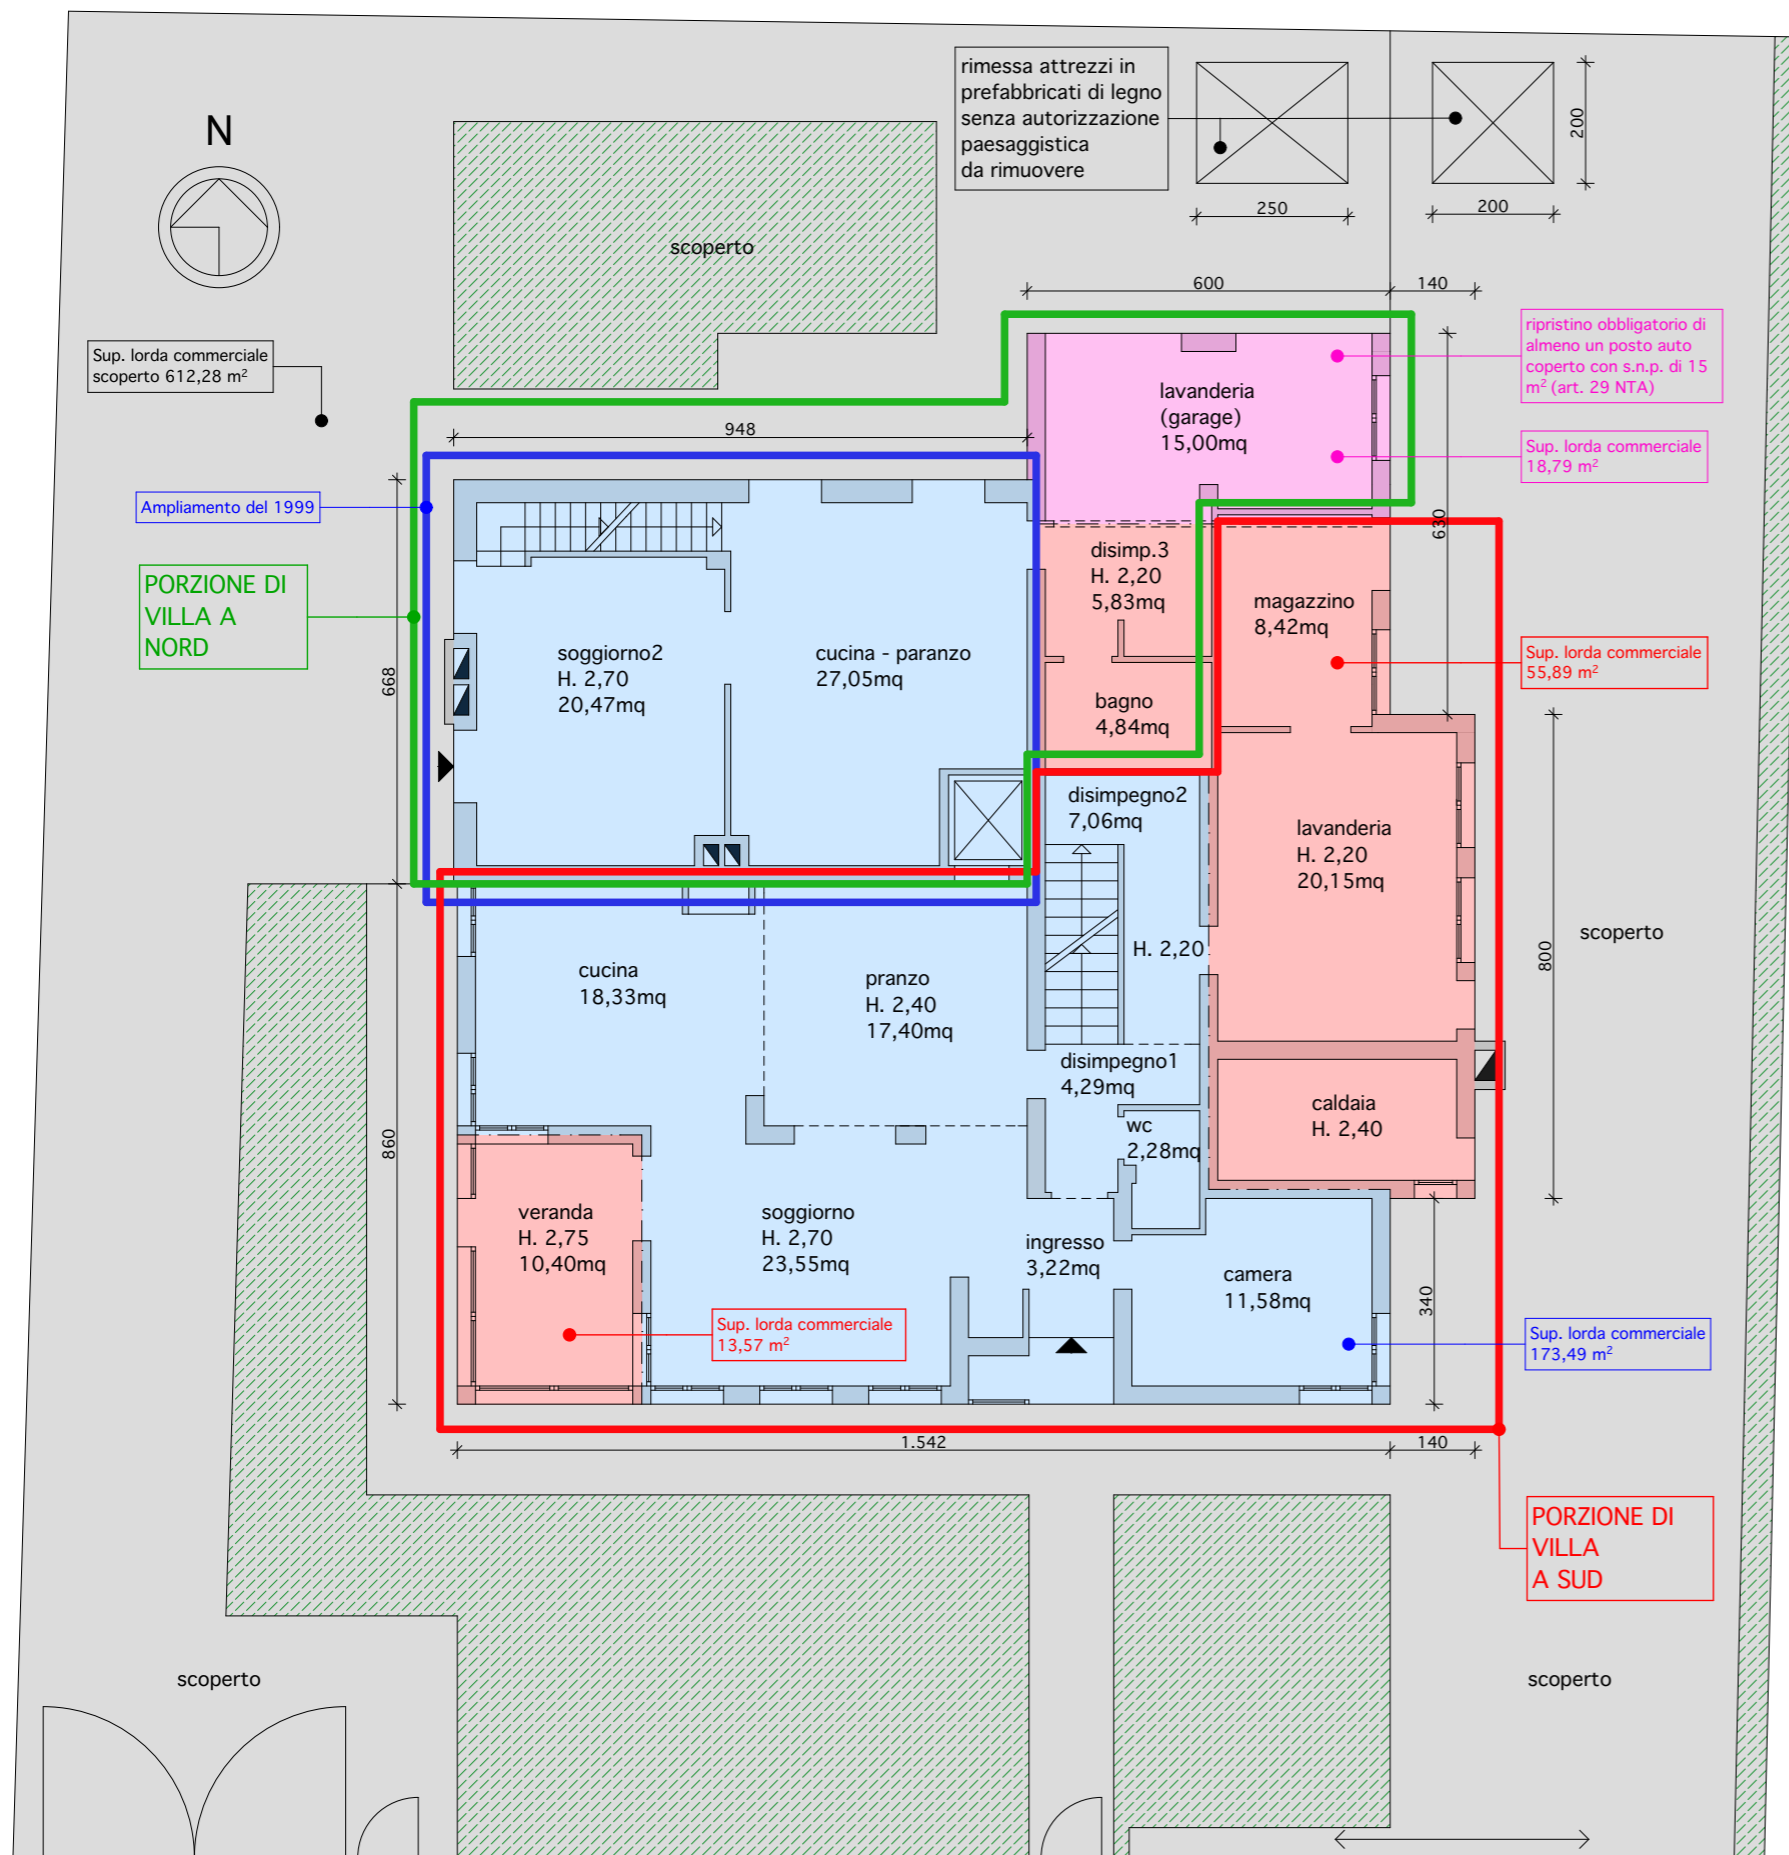 rimessa attrezzi in
prefabbricati di legno
senza autorizzazione
paesaggistica
da rimuovere
N
200
250
200
scoperto
600
140
Sup. lorda commerciale
scoperto 612,28 m²
ripristino obbligatorio di
almeno un posto auto
coperto con s.n.p. di 15
m² (art. 29 NTA)
lavanderia
(garage)
15,00mq
948
Sup. lorda commerciale
18,79 m²
Ampliamento del 1999
630
disimp.3
H. 2,20
5,83mq
PORZIONE DI
VILLA A
NORD
magazzino
8,42mq
soggiorno2
H. 2,70
20,47mq
cucina - paranzo
27,05mq
Sup. lorda commerciale
55,89 m²
668
bagno
4,84mq
disimpegno2
7,06mq
lavanderia
H. 2,20
20,15mq
scoperto
800
H. 2,20
cucina
18,33mq
pranzo
H. 2,40
17,40mq
disimpegno1
4,29mq
caldaia
H. 2,40
wc
2,28mq
860
veranda
H. 2,75
10,40mq
soggiorno
H. 2,70
23,55mq
ingresso
3,22mq
camera
11,58mq
340
Sup. lorda commerciale
13,57 m²
Sup. lorda commerciale
173,49 m²
1.542
140
PORZIONE DI
VILLA
A SUD
scoperto
scoperto